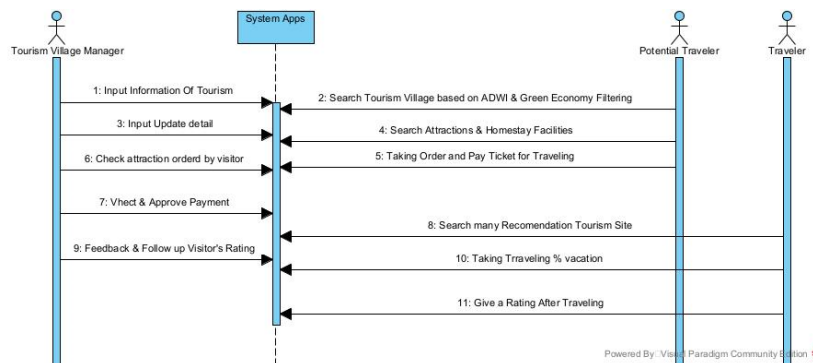 System Apps
Tourism Village Manager
Potential Traveler
Traveler
1: Input Information Of Tourism
2: Search Tourism Village based on ADWI & Green Economy Filtering
3: Input Update detail
4: Search Attractions & Homestay Facilities
5: Taking Order and Pay Ticket for Traveling
6: Check attraction orderd by visitor
7: Vhect & Approve Payment
8: Search many Recomendation Tourism Site
9: Feedback & Follow up Visitor's Rating
10: Taking Trraveling % vacation
11: Give a Rating After Traveling
Powered By Visual Paradigm Community Edition